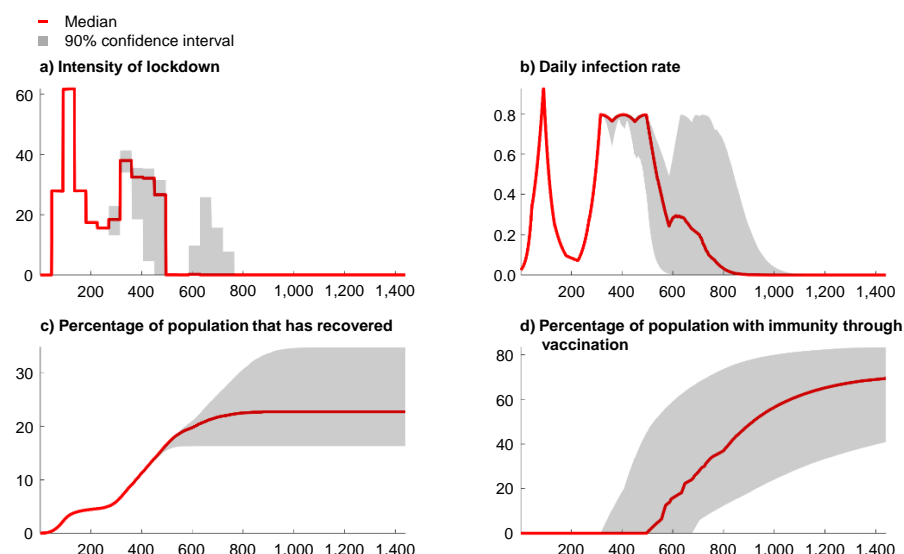 Median
90% confidence interval
a) Intensity of lockdown
60
40
20
0
200 400 600 800 1,000 1,200 1,400
b) Daily infection rate
0.8
0.6
0.4
0.2
0.0
200 400 600 800 1,000 1,200 1,400
c) Percentage of population that has recovered
30
20
10
0
200 400 600 800 1,000 1,200 1,400
d) Percentage of population with immunity through
vaccination
80
60
40
20
0
200 400 600 800 1,000 1,200 1,400